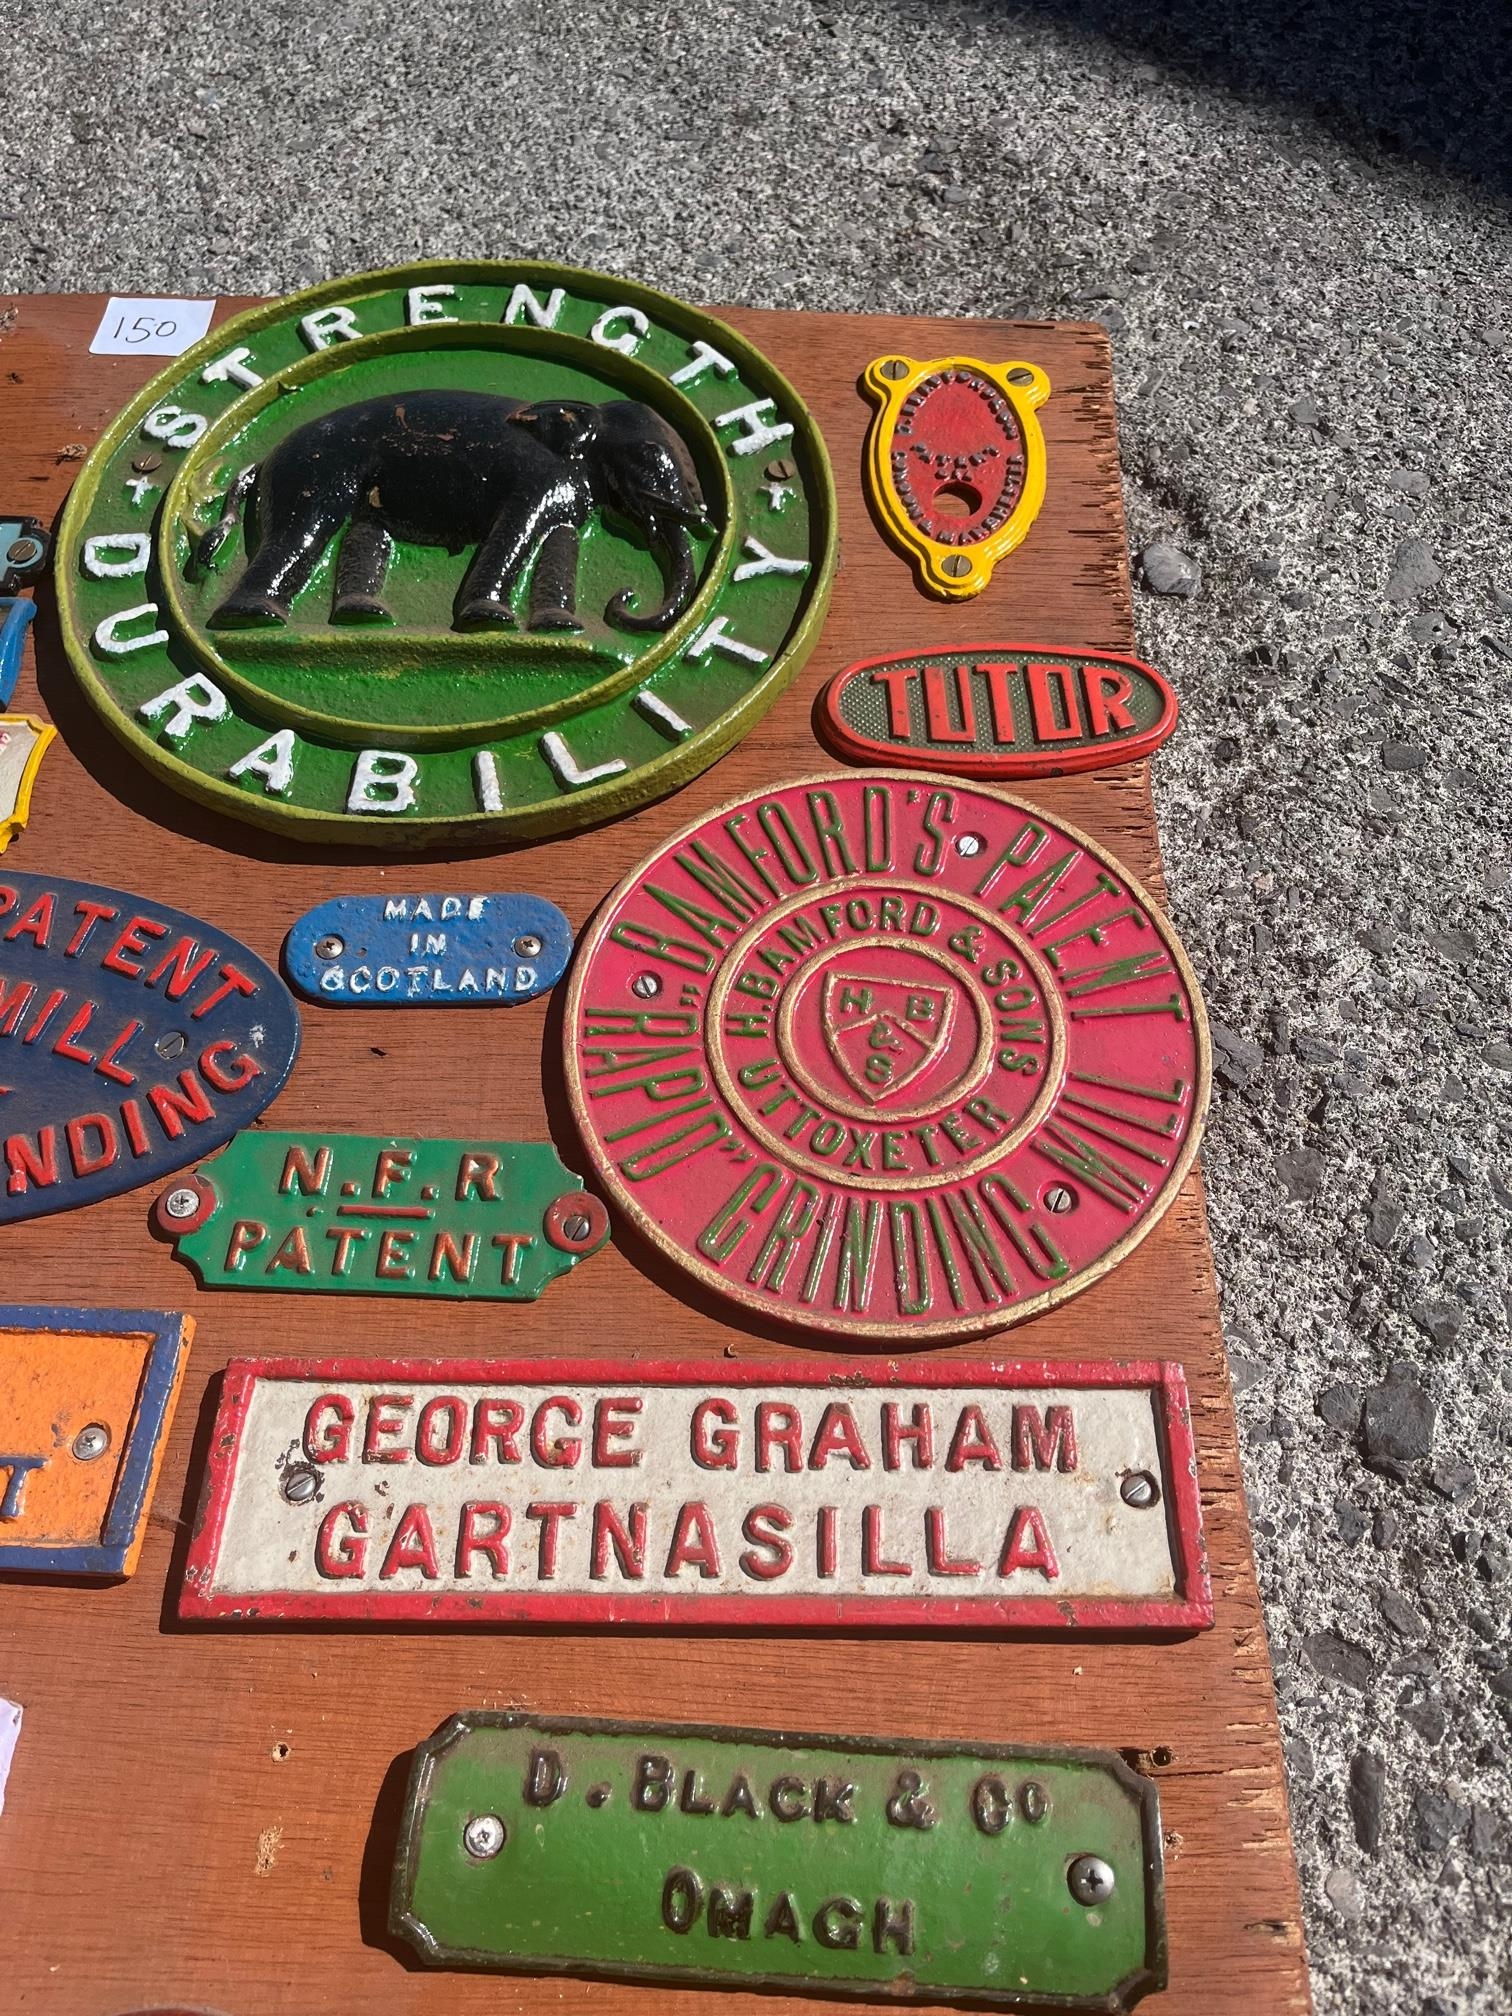 150
STRENGTH
DURABILITY
TUTOR
BAMFORD'S PATENT
"RAPID" GRINDING MILL
H. BAMFORD & SONS
UTTOXETER
H B
& S
MADE
IN
SCOTLAND
PATENT
MILL
NDING
N.F.R
PATENT
T
GEORGE GRAHAM
GARTNASILLA
D. BLACK & Co
OMAGH